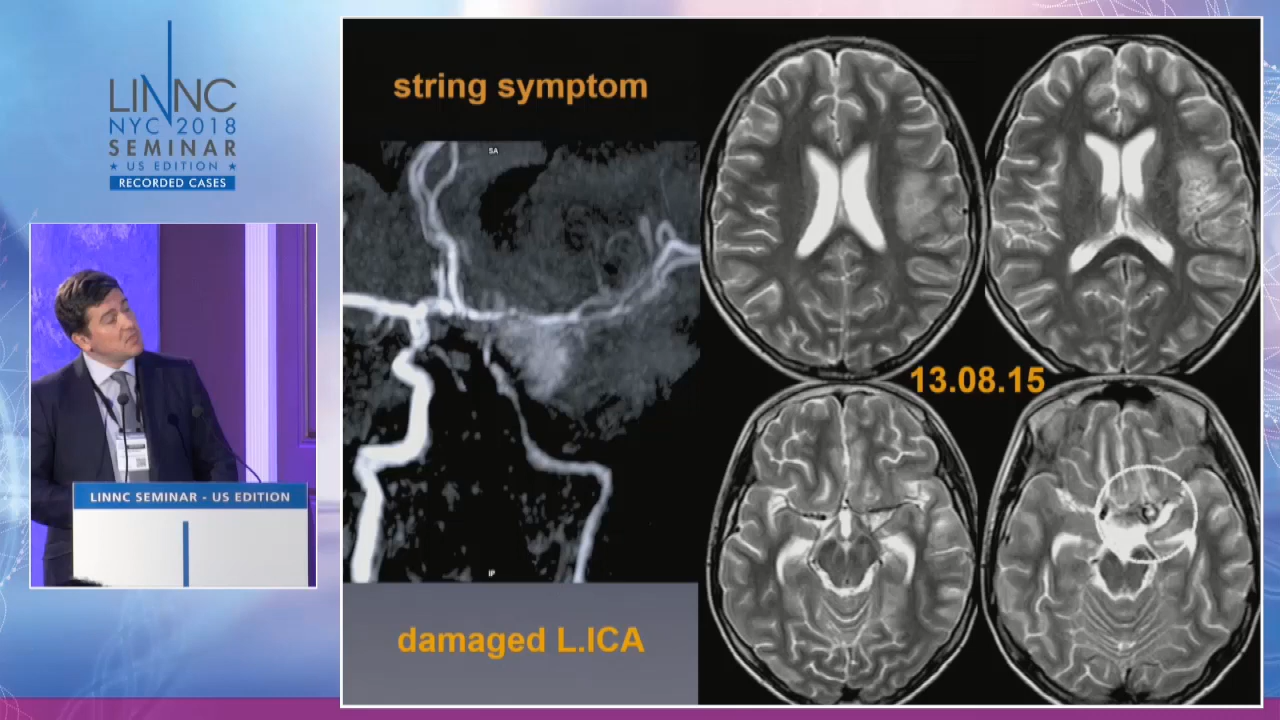 LINNC
NYC 2018
SEMINAR
★ US EDITION ★
RECORDED CASES
LINNC SEMINAR - US EDITION
string symptom
SA
IP
damaged L.ICA
13.08.15